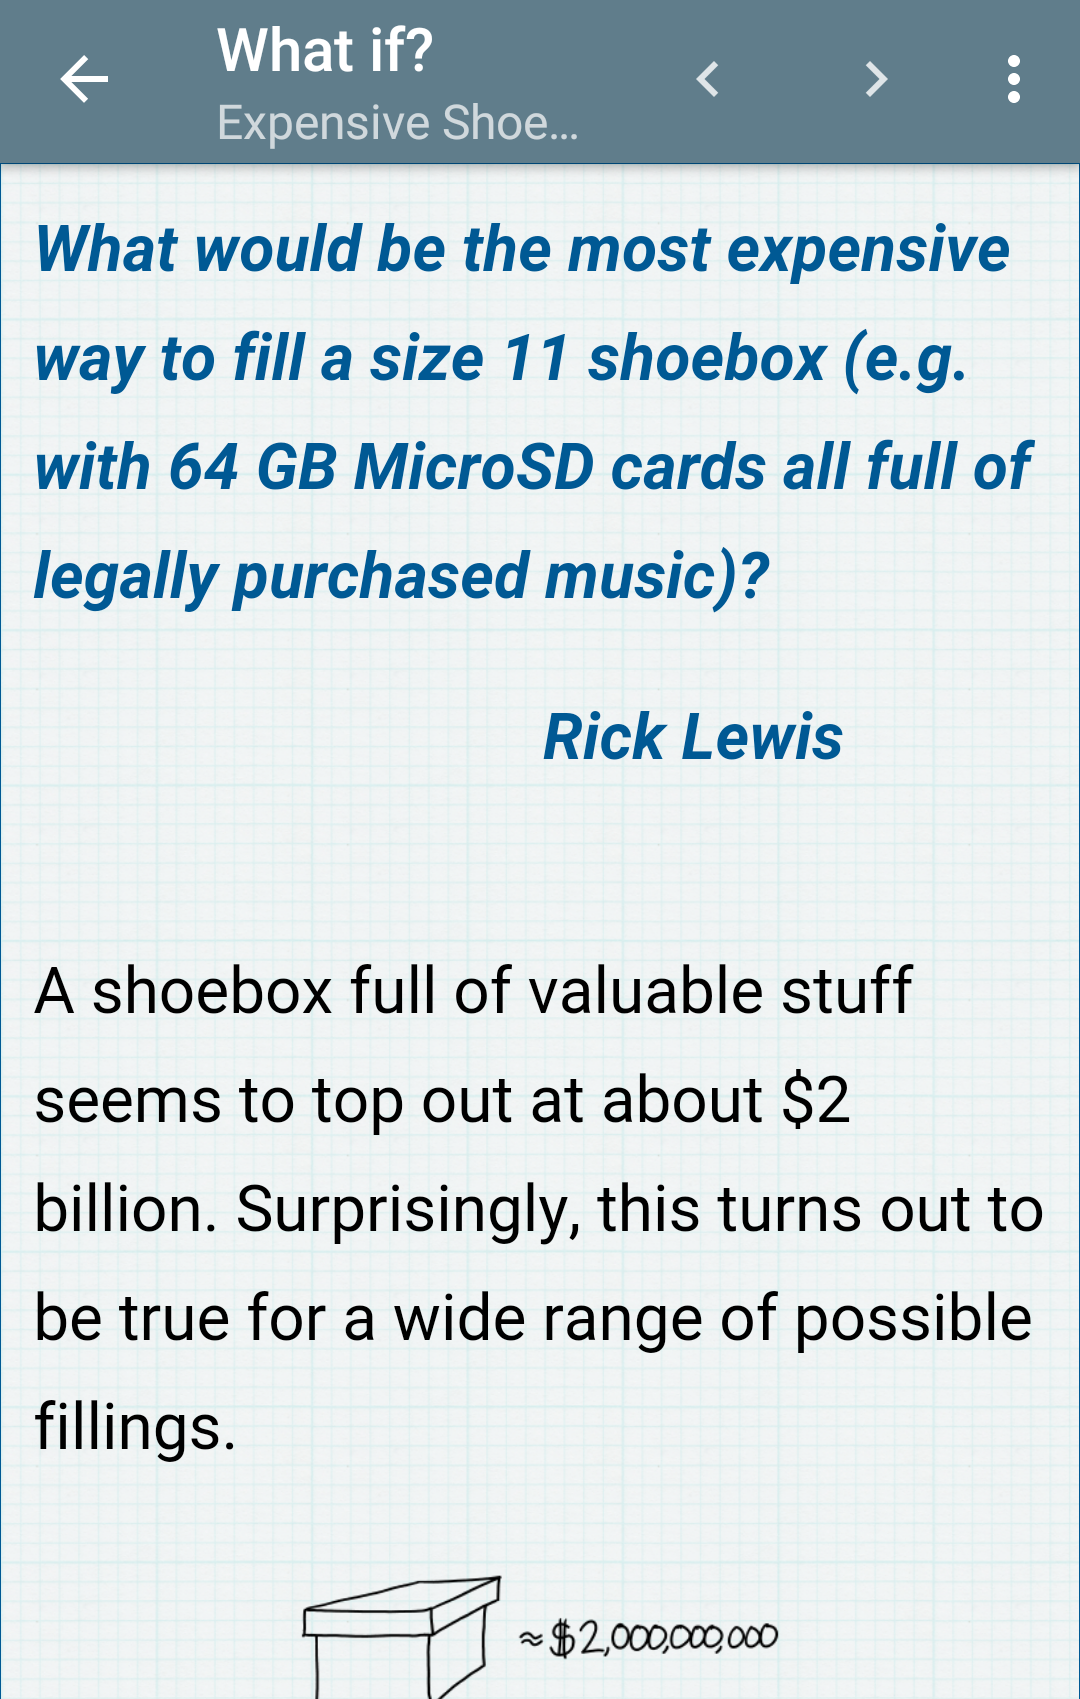 What if?
Expensive Shoe...
What would be the most expensive
way to fill a size 11 shoebox (e.g.
with 64 GB MicroSD cards all full of
legally purchased music)?
Rick Lewis
A shoebox full of valuable stuff
seems to top out at about $2
billion. Surprisingly, this turns out to
be true for a wide range of possible
fillings.
≈$2,000,000,000